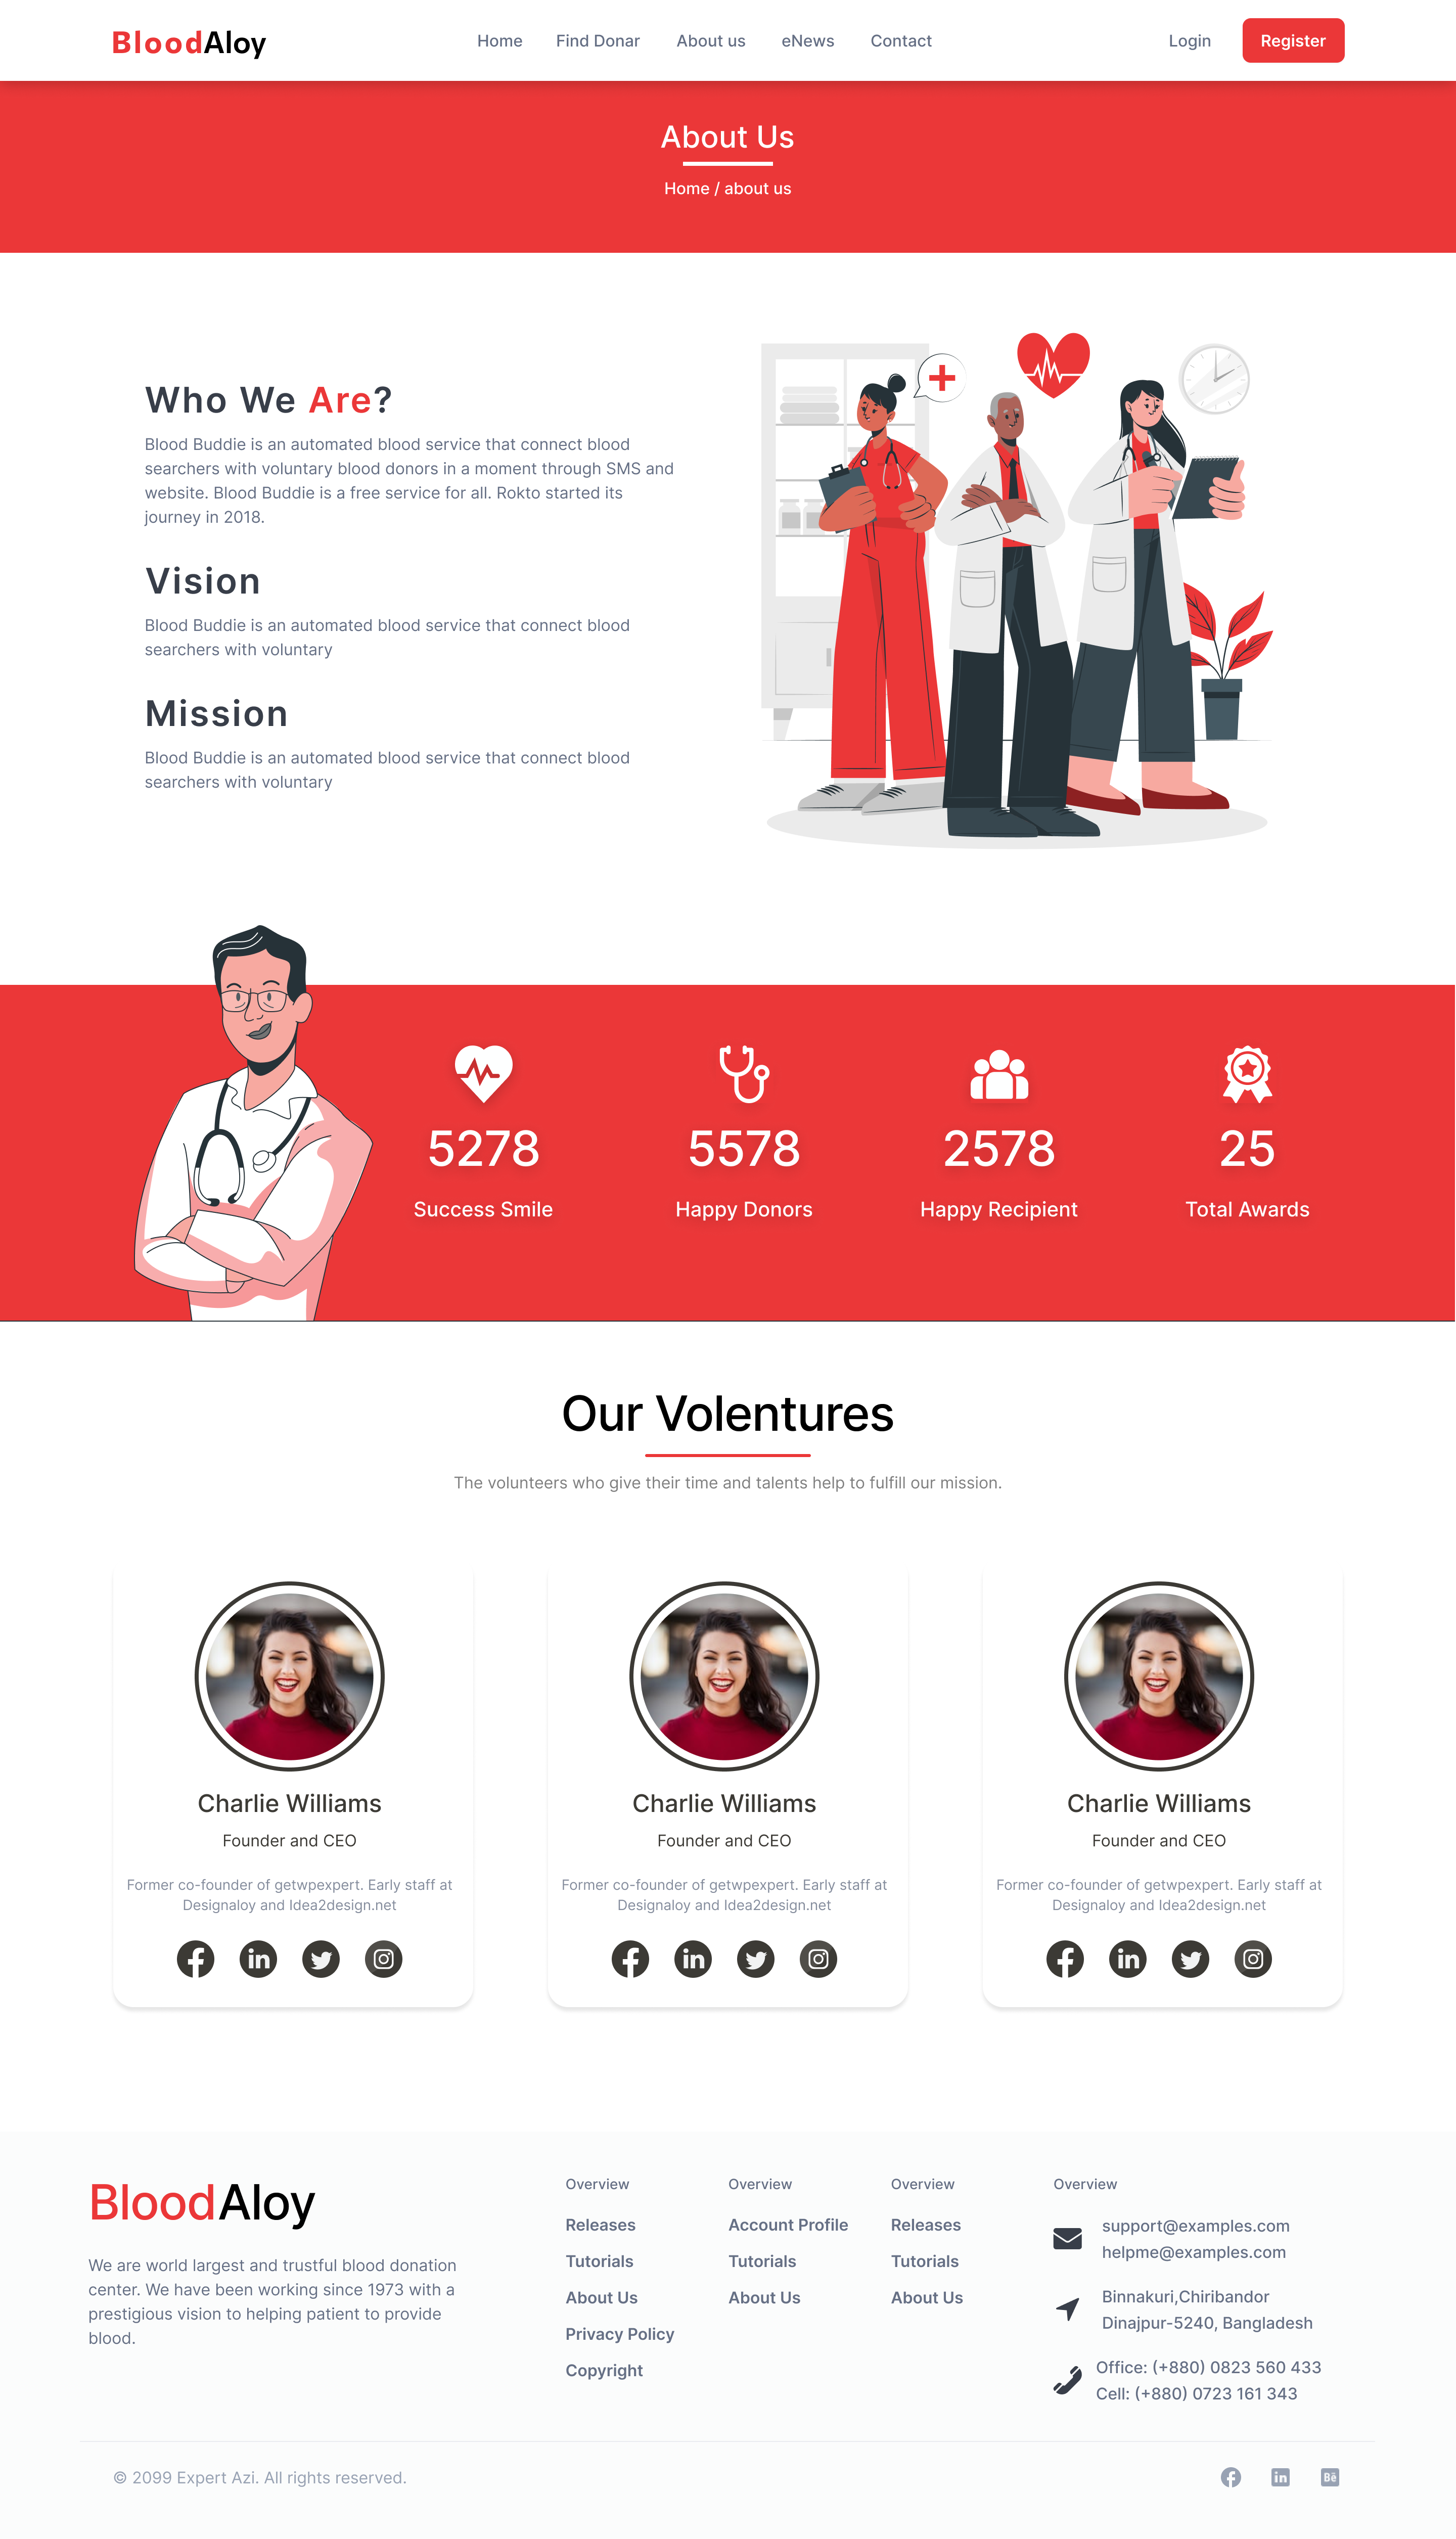 BloodAloy
Home Find Donar About us eNews Contact
Login Register
About Us
Home / about us
Who We Are?
Blood Buddie is an automated blood service that connect blood
searchers with voluntary blood donors in a moment through SMS and
website. Blood Buddie is a free service for all. Rokto started its
journey in 2018.
Vision
Blood Buddie is an automated blood service that connect blood
searchers with voluntary
Mission
Blood Buddie is an automated blood service that connect blood
searchers with voluntary
5278
Success Smile
5578
Happy Donors
2578
Happy Recipient
25
Total Awards
Our Volentures
The volunteers who give their time and talents help to fulfill our mission.
Charlie Williams
Founder and CEO
Former co-founder of getwpexpert. Early staff at
Designaloy and Idea2design.net
Charlie Williams
Founder and CEO
Former co-founder of getwpexpert. Early staff at
Designaloy and Idea2design.net
Charlie Williams
Founder and CEO
Former co-founder of getwpexpert. Early staff at
Designaloy and Idea2design.net
BloodAloy
We are world largest and trustful blood donation
center. We have been working since 1973 with a
prestigious vision to helping patient to provide
blood.
Overview
Releases
Tutorials
About Us
Privacy Policy
Copyright
Overview
Account Profile
Tutorials
About Us
Overview
Releases
Tutorials
About Us
Overview
support@examples.com
helpme@examples.com
Binnakuri,Chiribandor
Dinajpur-5240, Bangladesh
Office: (+880) 0823 560 433
Cell: (+880) 0723 161 343
© 2099 Expert Azi. All rights reserved.